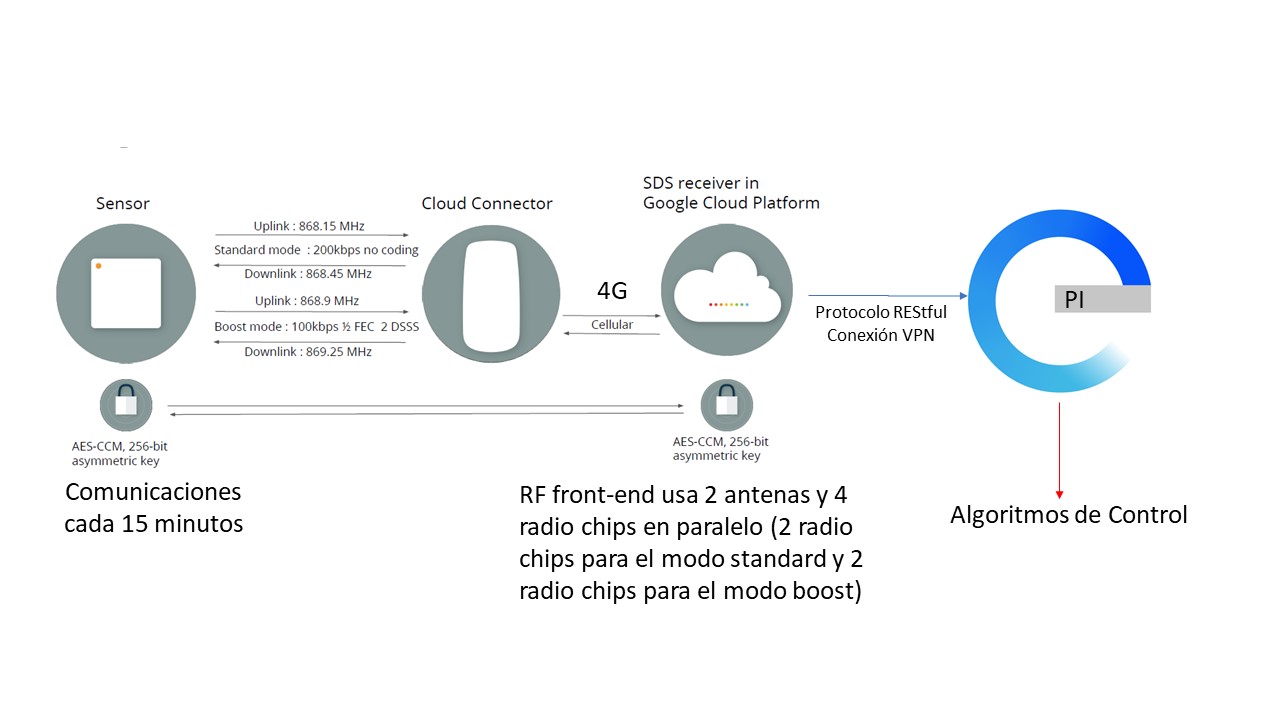 Sensor
Uplink : 868.15 MHz
Standard mode : 200kbps no coding
Downlink : 868.45 MHz
Uplink : 868.9 MHz
Boost mode : 100kbps ½ FEC 2 DSSS
Downlink : 869.25 MHz
Cloud Connector
4G
Cellular
SDS receiver in
Google Cloud Platform
Protocolo REStful
Conexión VPN
PI
AES-CCM, 256-bit
asymmetric key
AES-CCM, 256-bit
asymmetric key
Comunicaciones
cada 15 minutos
RF front-end usa 2 antenas y 4
radio chips en paralelo (2 radio
chips para el modo standard y 2
radio chips para el modo boost)
Algoritmos de Control